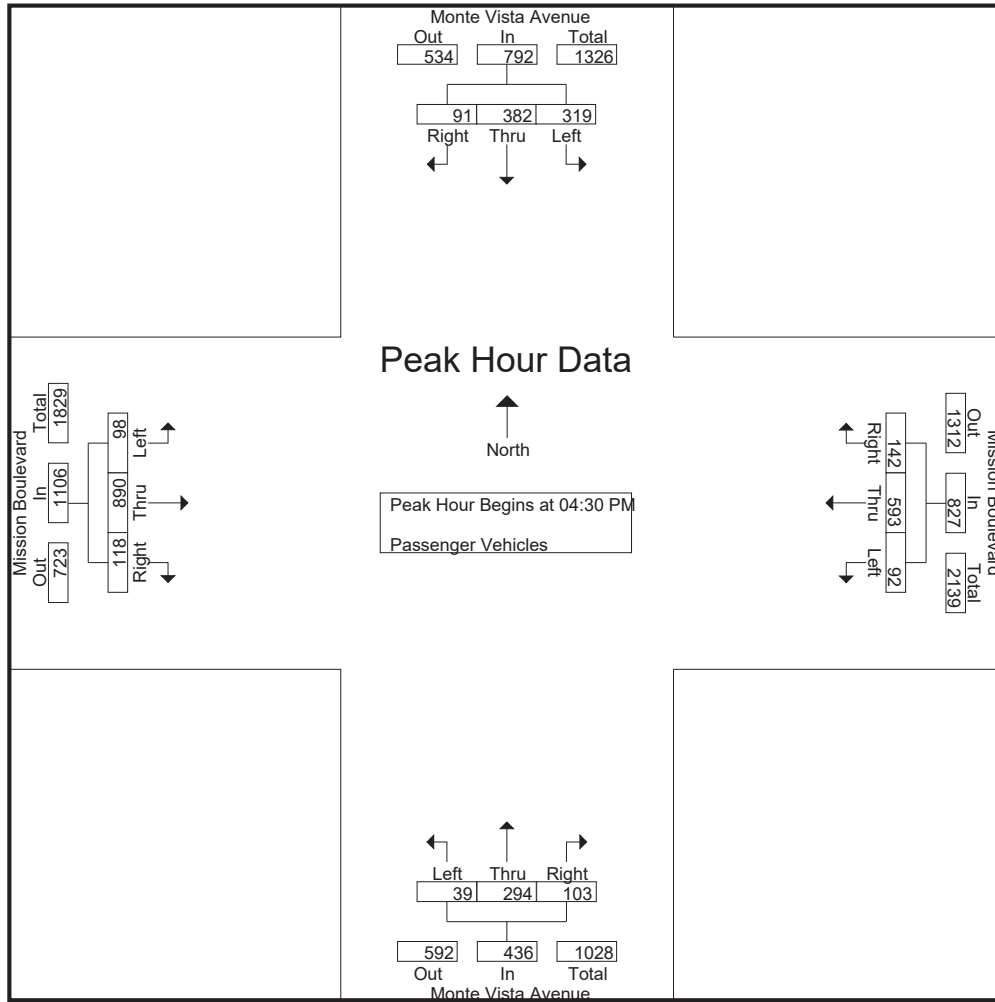 Monte Vista Avenue
Out In Total
534 792 1326
91 382 319
Right Thru Left
Peak Hour Data
North
Peak Hour Begins at 04:30 PM
Passenger Vehicles
Mission Boulevard
Out In Total
723 1106 1829
98 890 118
Left Thru Right
Mission Boulevard
Out In Total
1312 827 2139
142 593 92
Right Thru Left
Left Thru Right
39 294 103
592 436 1028
Out In Total
Monte Vista Avenue